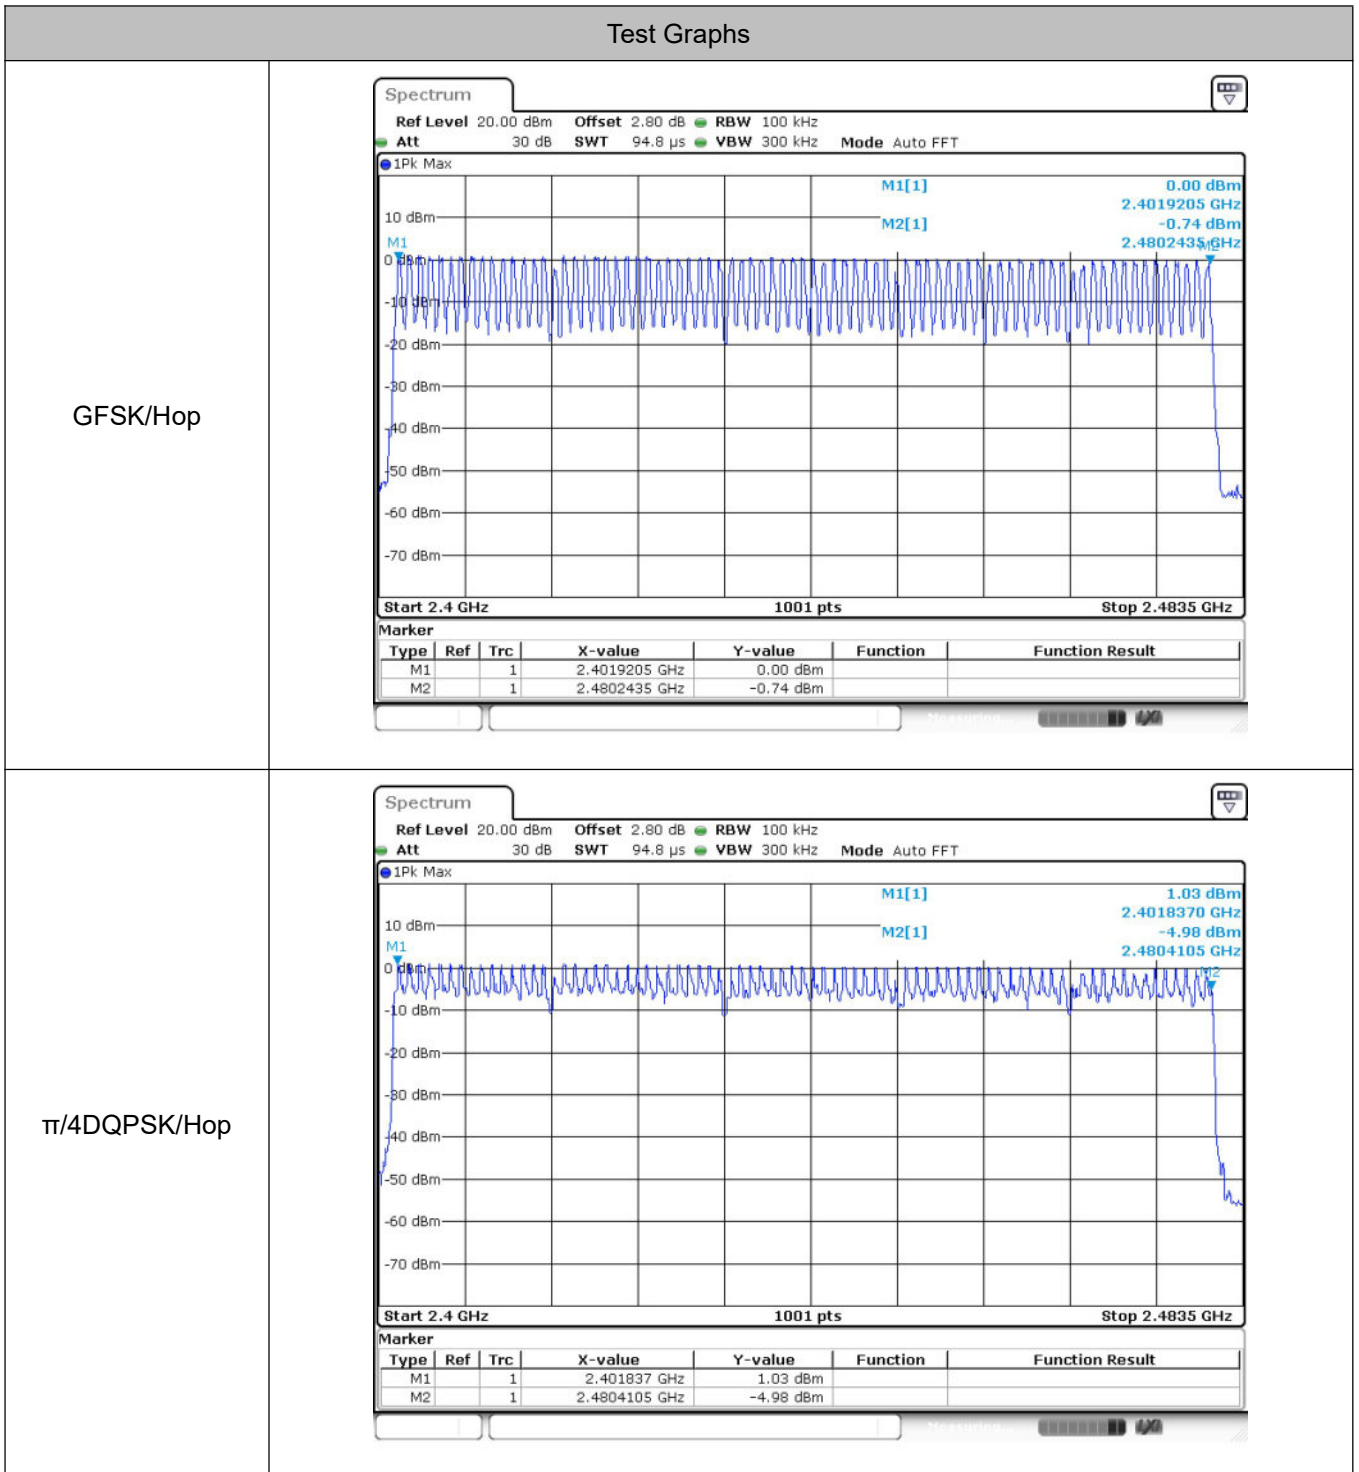 Test Graphs
GFSK/Hop
Spectrum
Ref Level 20.00 dBm Offset 2.80 dB RBW 100 kHz
Att 30 dB SWT 94.8 µs VBW 300 kHz Mode Auto FFT
1Pk Max
M1[1] 0.00 dBm
2.4019205 GHz
10 dBm
M2[1] -0.74 dBm
2.4802435 GHz
M1
M2
0 dBm
-10 dBm
-20 dBm
-30 dBm
-40 dBm
-50 dBm
-60 dBm
-70 dBm
Start 2.4 GHz 1001 pts Stop 2.4835 GHz
Marker
Type Ref Trc X-value Y-value Function Function Result
M1 1 2.4019205 GHz 0.00 dBm
M2 1 2.4802435 GHz -0.74 dBm
Measuring...
π/4DQPSK/Hop
Spectrum
Ref Level 20.00 dBm Offset 2.80 dB RBW 100 kHz
Att 30 dB SWT 94.8 µs VBW 300 kHz Mode Auto FFT
1Pk Max
M1[1] 1.03 dBm
2.4018370 GHz
10 dBm
M2[1] -4.98 dBm
2.4804105 GHz
M1
M2
0 dBm
-10 dBm
-20 dBm
-30 dBm
-40 dBm
-50 dBm
-60 dBm
-70 dBm
Start 2.4 GHz 1001 pts Stop 2.4835 GHz
Marker
Type Ref Trc X-value Y-value Function Function Result
M1 1 2.401837 GHz 1.03 dBm
M2 1 2.4804105 GHz -4.98 dBm
Measuring...